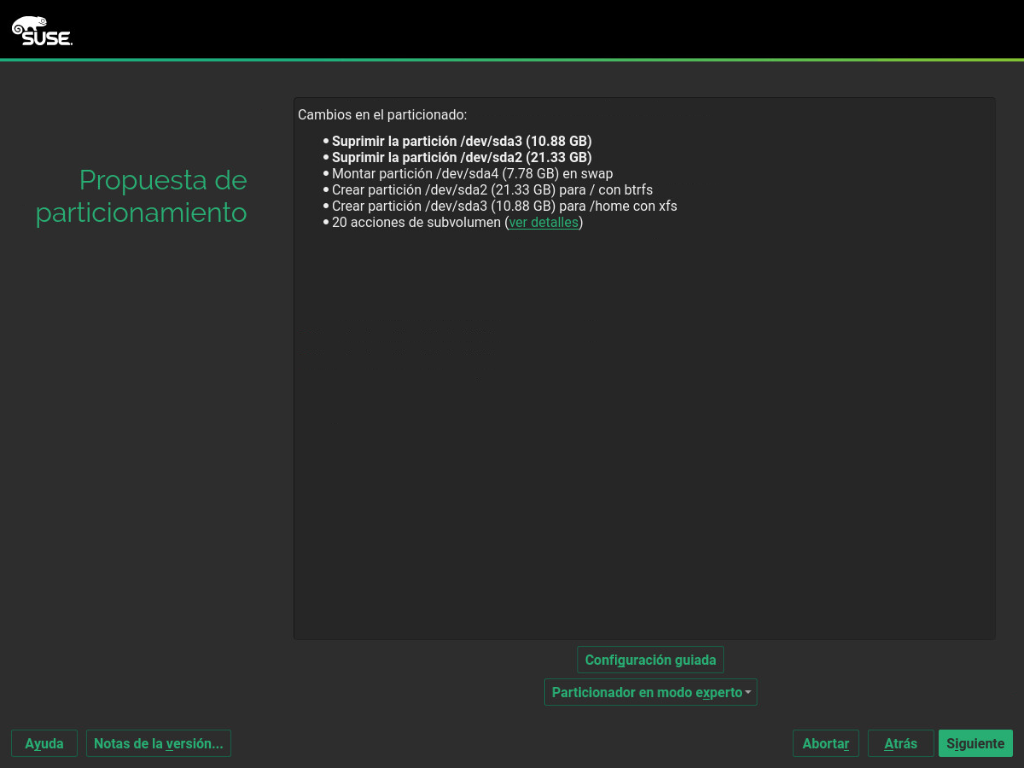 SUSE
Propuesta de
particionamiento
Cambios en el particionado:
• Suprimir la partición /dev/sda3 (10.88 GB)
• Suprimir la partición /dev/sda2 (21.33 GB)
• Montar partición /dev/sda4 (7.78 GB) en swap
• Crear partición /dev/sda2 (21.33 GB) para / con btrfs
• Crear partición /dev/sda3 (10.88 GB) para /home con xfs
• 20 acciones de subvolumen (ver detalles)
Configuración guiada
Particionador en modo experto
Ayuda
Notas de la versión...
Abortar
Atrás
Siguiente